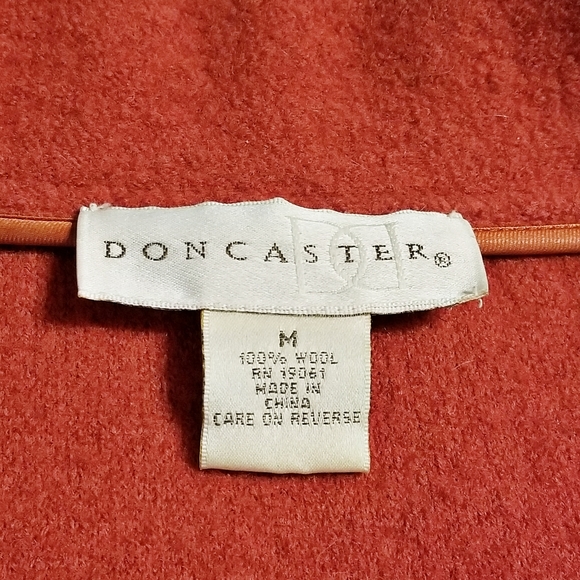 DONCASTER®
M
100% WOOL
RN 19061
MADE IN
CHINA
CARE ON REVERSE